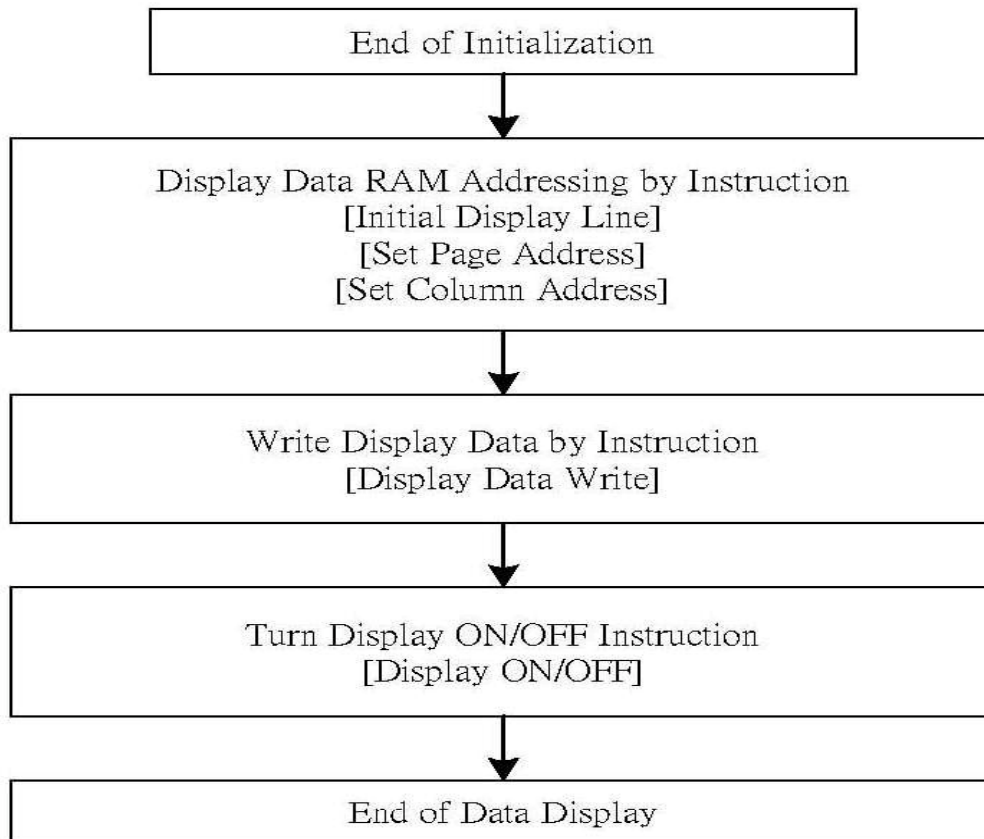 End of Initialization
Display Data RAM Addressing by Instruction
[Initial Display Line]
[Set Page Address]
[Set Column Address]
Write Display Data by Instruction
[Display Data Write]
Turn Display ON/OFF Instruction
[Display ON/OFF]
End of Data Display